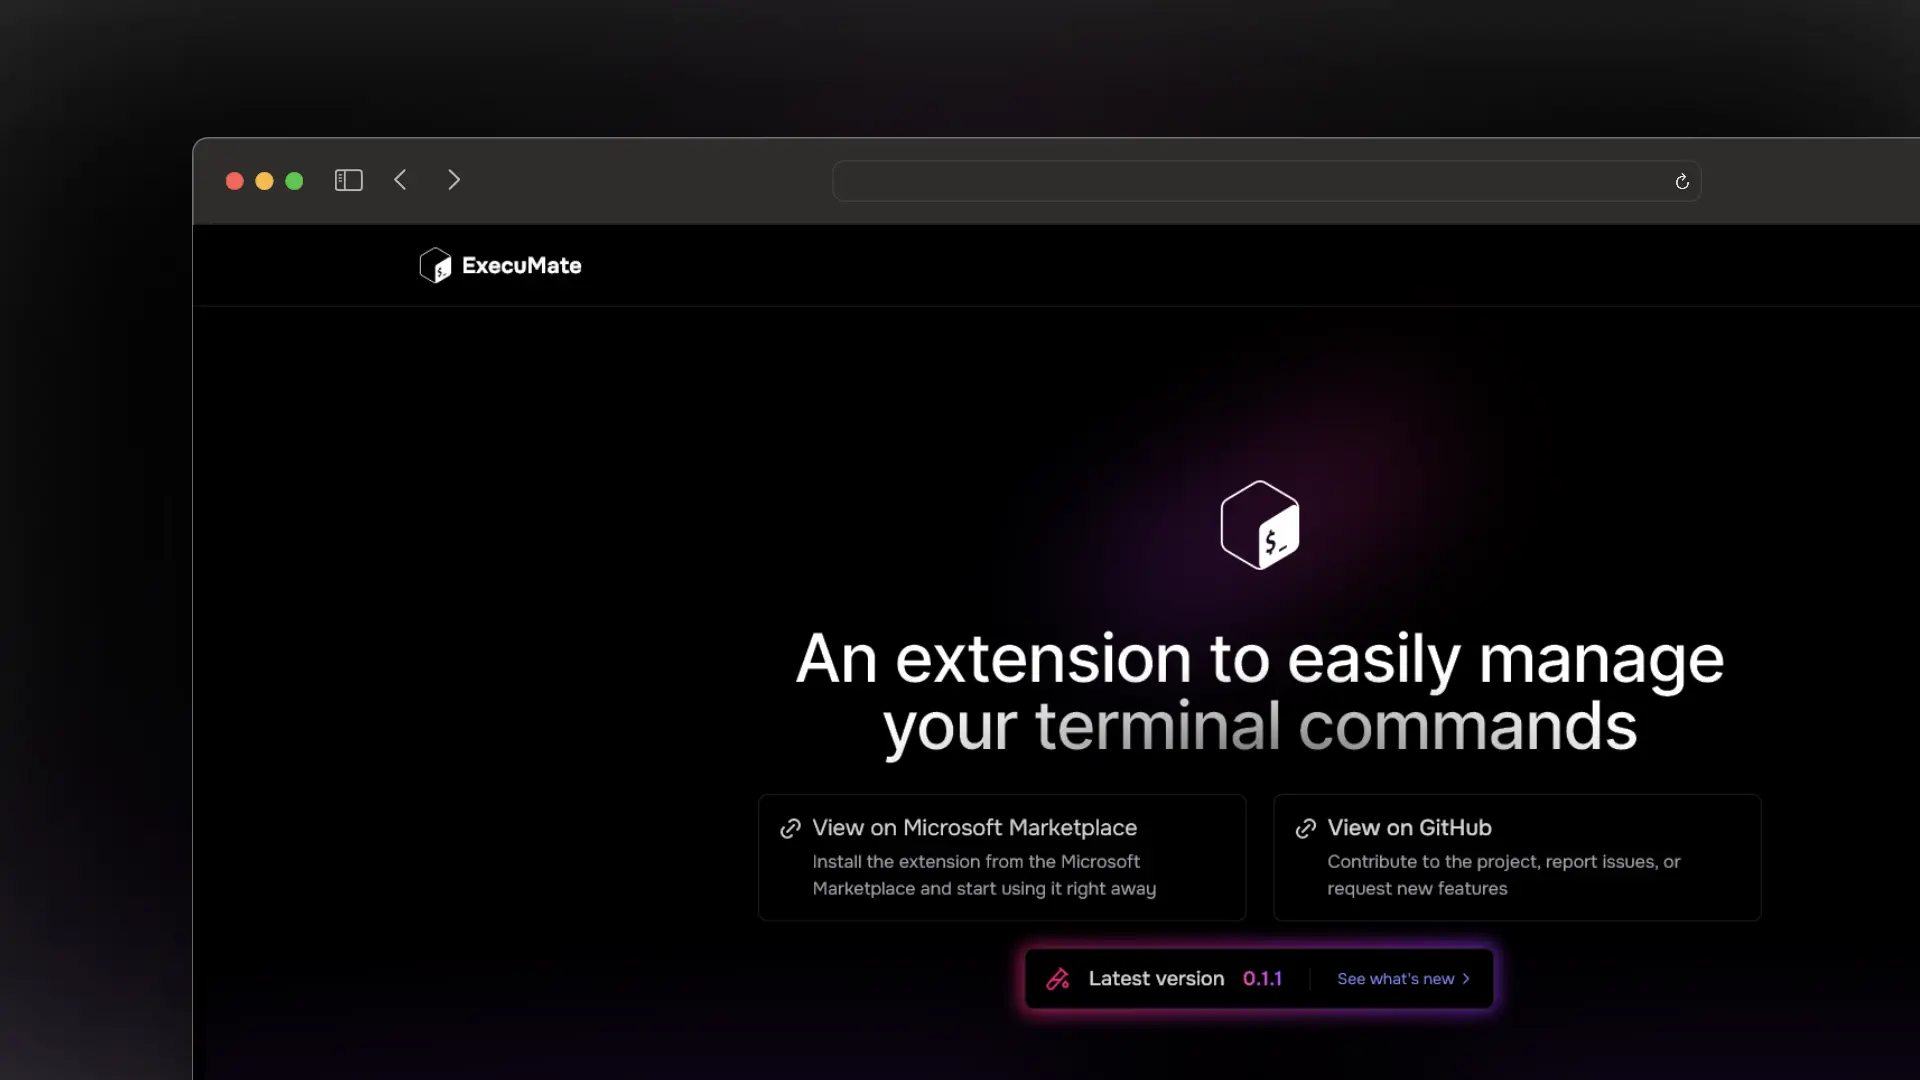 $_
ExecuMate
$_
An extension to easily manage
your terminal commands
View on Microsoft Marketplace
Install the extension from the Microsoft
Marketplace and start using it right away
View on GitHub
Contribute to the project, report issues, or
request new features
Latest version 0.1.1
See what's new